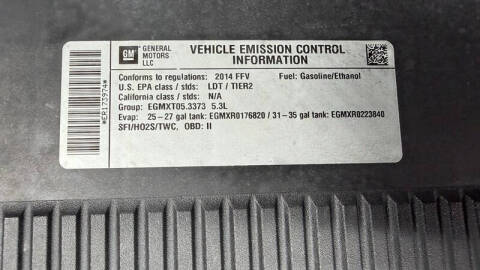 GM
GENERAL MOTORS LLC
VEHICLE EMISSION CONTROL
INFORMATION
Conforms to regulations: 2014 FFV Fuel: Gasoline/Ethanol
U.S. EPA class / stds: LDT / TIER2
California class / stds: N/A
Group: EGMXT05.3373 5.3L
Evap: 25-27 gal tank: EGMXR0176820 / 31-35 gal tank: EGMXR0223840
SFI/HO2S/TWC, OBD: II
*ER173974*